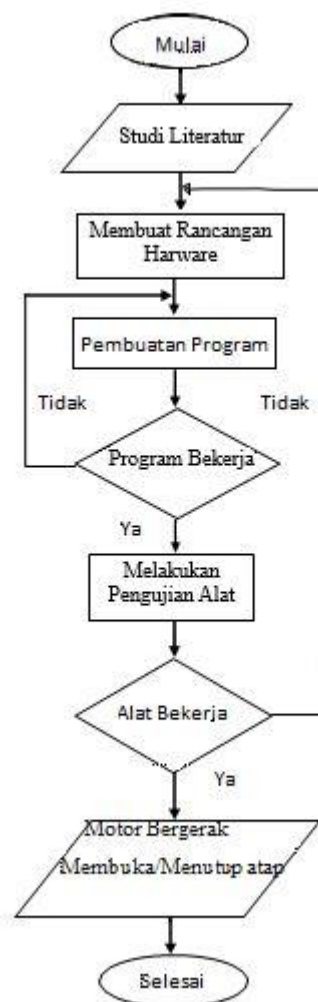 Mulai
Studi Literatur
Membuat Rancangan
Harware
Pembuatan Program
Tidak
Tidak
Program Bekerja
Ya
Melakukan
Pengujian Alat
Alat Bekerja
Ya
Motor Bergerak
Membuka/Menutup atap
Selesai